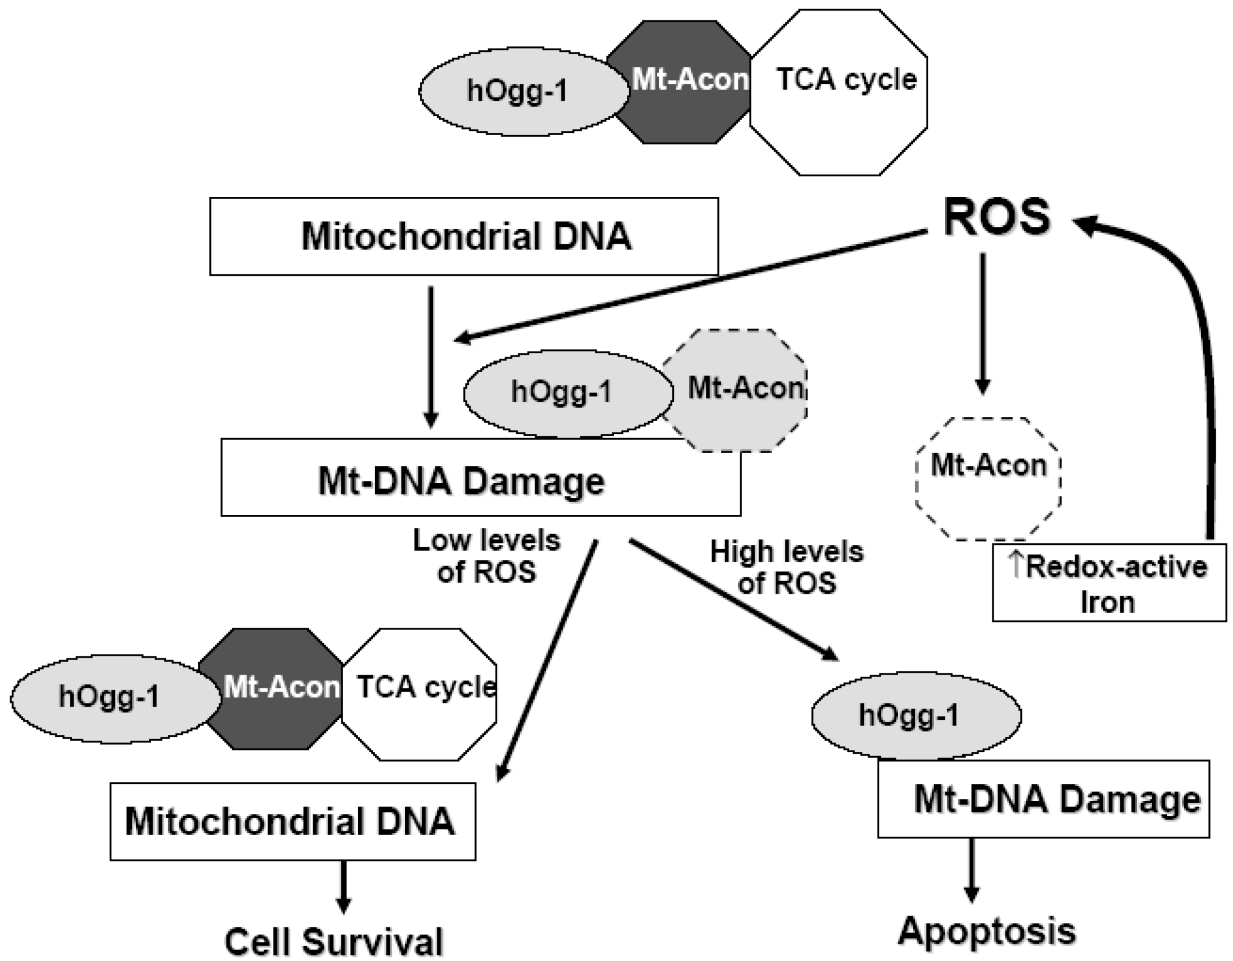 hOgg-1
Mt-Acon
TCA cycle
Mitochondrial DNA
ROS
hOgg-1
Mt-Acon
Mt-DNA Damage
Mt-Acon
↑Redox-active
Iron
Low levels
of ROS
High levels
of ROS
hOgg-1
Mt-Acon
TCA cycle
Mitochondrial DNA
Cell Survival
hOgg-1
Mt-DNA Damage
Apoptosis